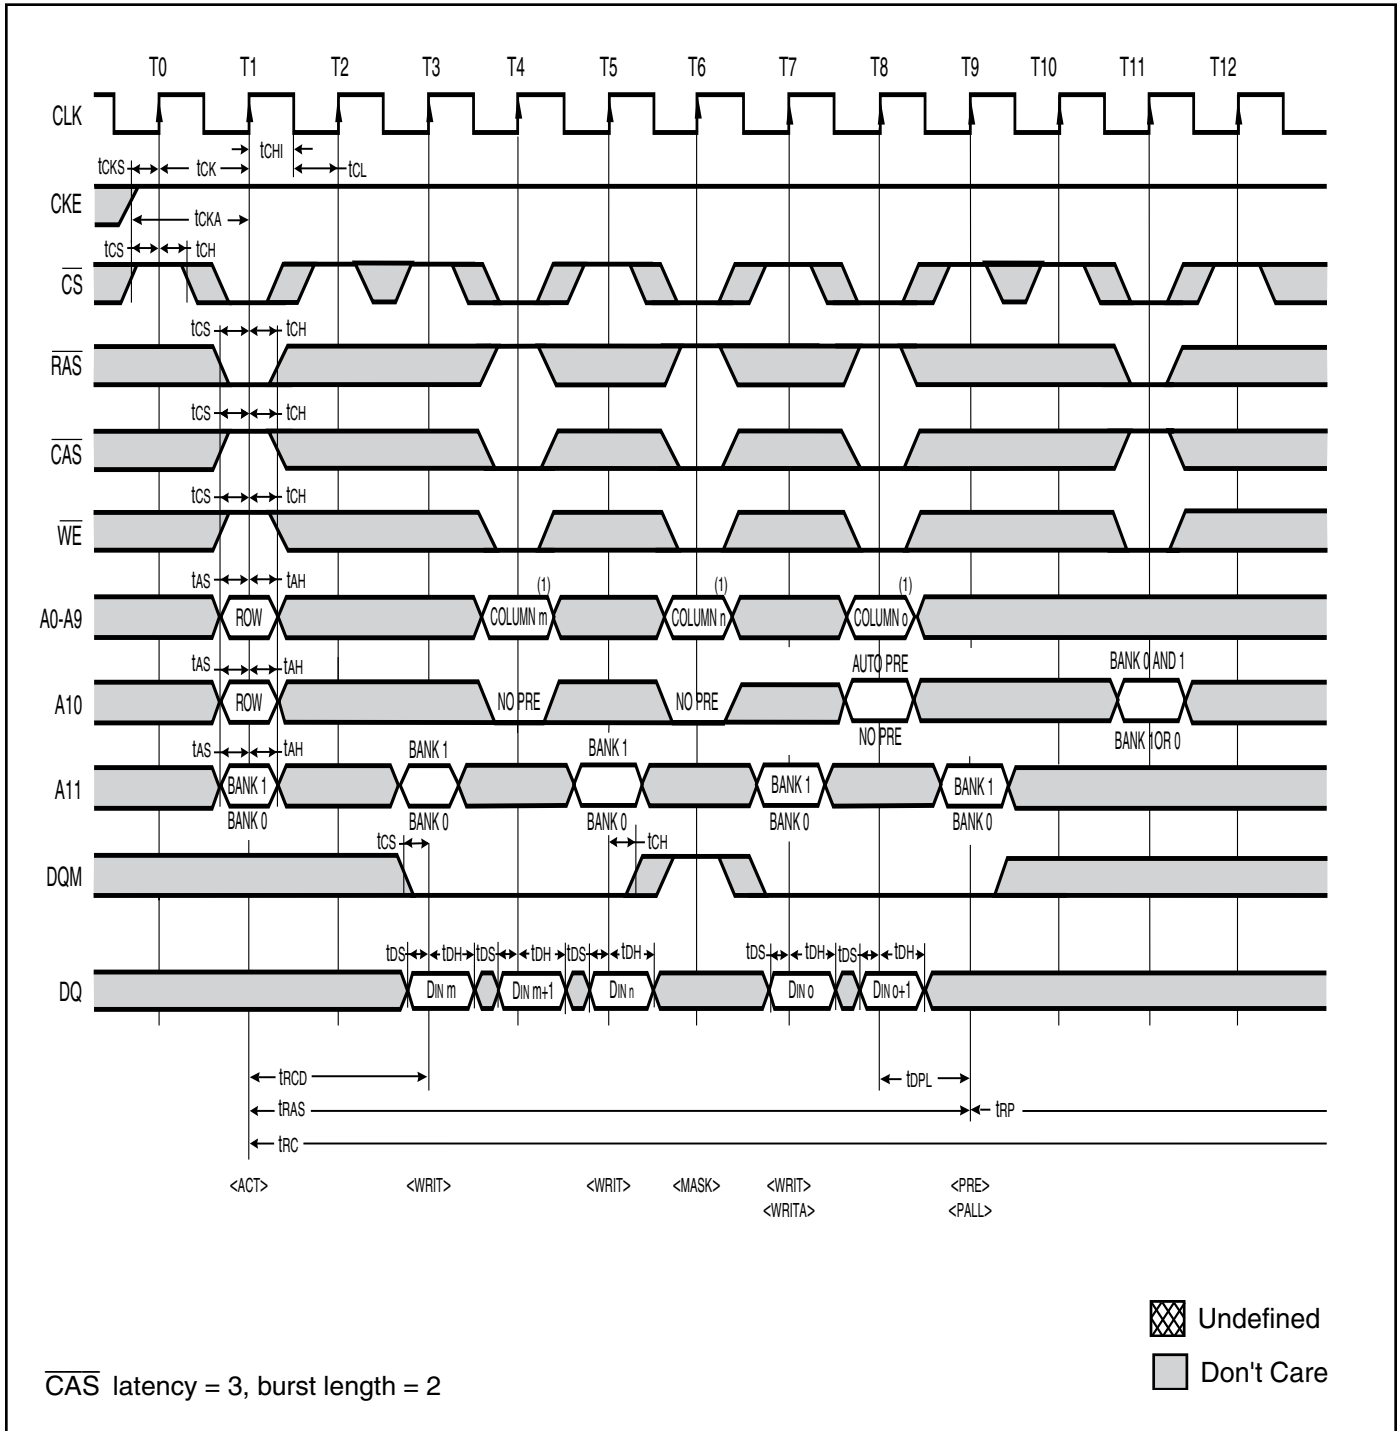 T0 T1 T2 T3 T4 T5 T6 T7 T8 T9 T10 T11 T12
CLK
tCHI
tCKS tCK tCL
CKE
tCKA
tCS tCH
CS
tCS tCH
RAS
tCS tCH
CAS
tCS tCH
WE
tAS tAH (1) (1) (1)
A0-A9 ROW COLUMN m COLUMN n COLUMN o
tAS tAH AUTO PRE BANK 0 AND 1
A10 ROW NO PRE NO PRE
NO PRE BANK 1OR 0
tAS tAH BANK 1 BANK 1
A11 BANK 1 BANK 1 BANK 1
BANK 0 BANK 0 BANK 0 BANK 0 BANK 0
tCS tCH
DQM
tDS tDH tDS tDH tDS tDH tDS tDH tDS tDH
DQ DIN m DIN m+1 DIN n DIN o DIN o+1
tRCD tDPL
tRAS tRP
tRC
<ACT> <WRIT> <WRIT> <MASK> <WRIT> <PRE>
<WRITA> <PALL>
Undefined
Don't Care
CAS latency = 3, burst length = 2